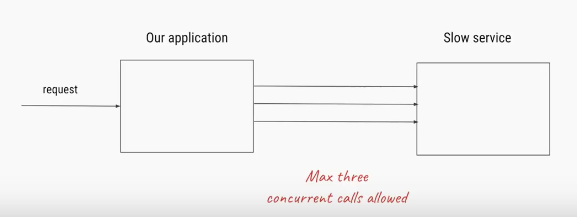 Our application
Slow service
request
Max three
concurrent calls allowed